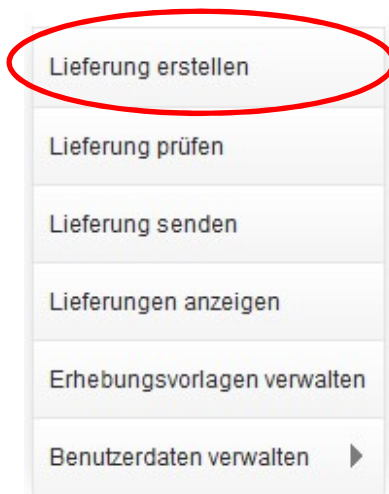 Lieferung erstellen
Lieferung prüfen
Lieferung senden
Lieferungen anzeigen
Erhebungsvorlagen verwalten
Benutzerdaten verwalten